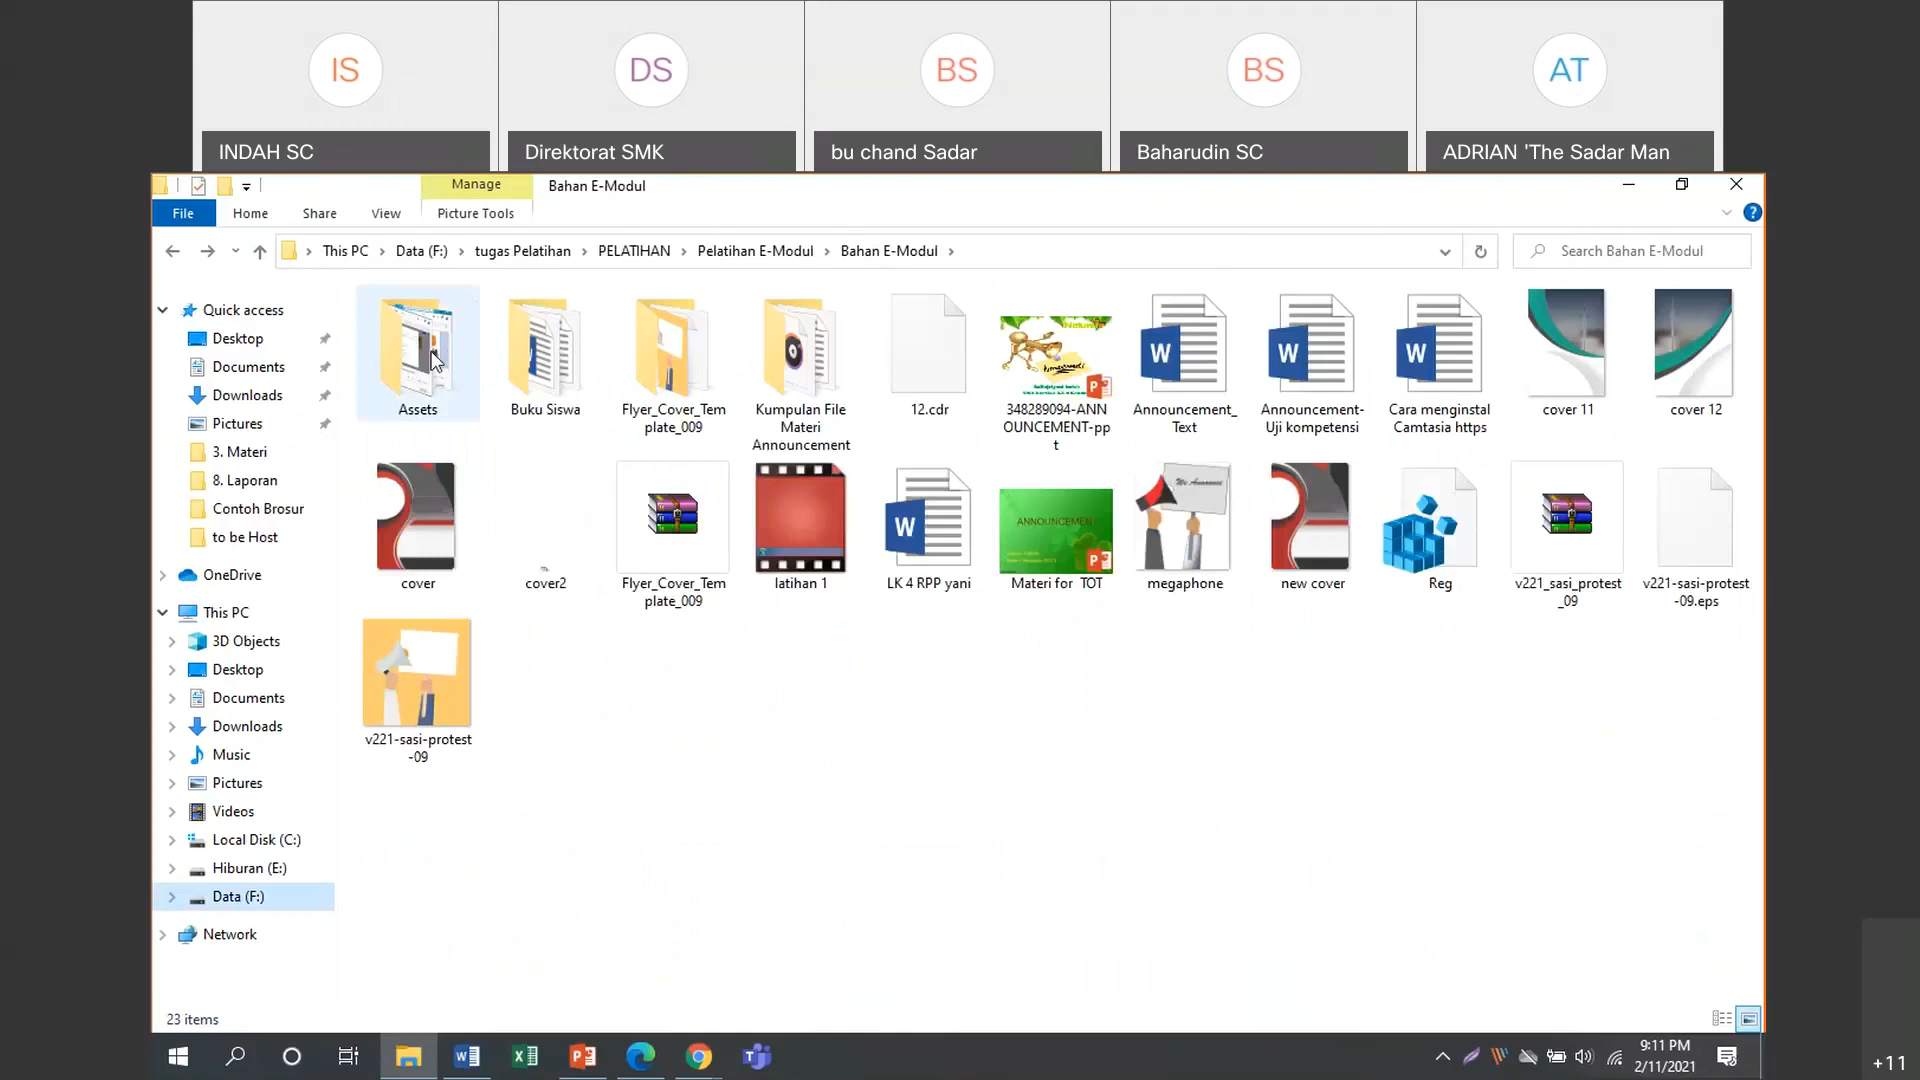 IS
DS
BS
BS
AT
INDAH SC
Direktorat SMK
bu chand Sadar
Baharudin SC
ADRIAN 'The Sadar Man
Manage
Bahan E-Modul
File
Home
Share
View
Picture Tools
This PC
Data (F:)
tugas Pelatihan
PELATIHAN
Pelatihan E-Modul
Bahan E-Modul
Search Bahan E-Modul
Quick access
Desktop
Documents
Downloads
Pictures
3. Materi
8. Laporan
Contoh Brosur
to be Host
OneDrive
This PC
3D Objects
Desktop
Documents
Downloads
Music
Pictures
Videos
Local Disk (C:)
Hiburan (E:)
Data (F:)
Network
Assets
Buku Siswa
Flyer_Cover_Tem
plate_009
Kumpulan File
Materi
Announcement
12.cdr
348289094-ANN
OUNCEMENT-pp
t
Announcement_
Text
Announcement-
Uji kompetensi
Cara menginstal
Camtasia https
cover 11
cover 12
cover
cover2
Flyer_Cover_Tem
plate_009
latihan 1
LK 4 RPP yani
ANNOUNCEMENT
Materi for TOT
We Announce
megaphone
new cover
Reg
v221_sasi_protest
_09
v221-sasi-protest
-09.eps
v221-sasi-protest
-09
23 items
9:11 PM
2/11/2021
+11